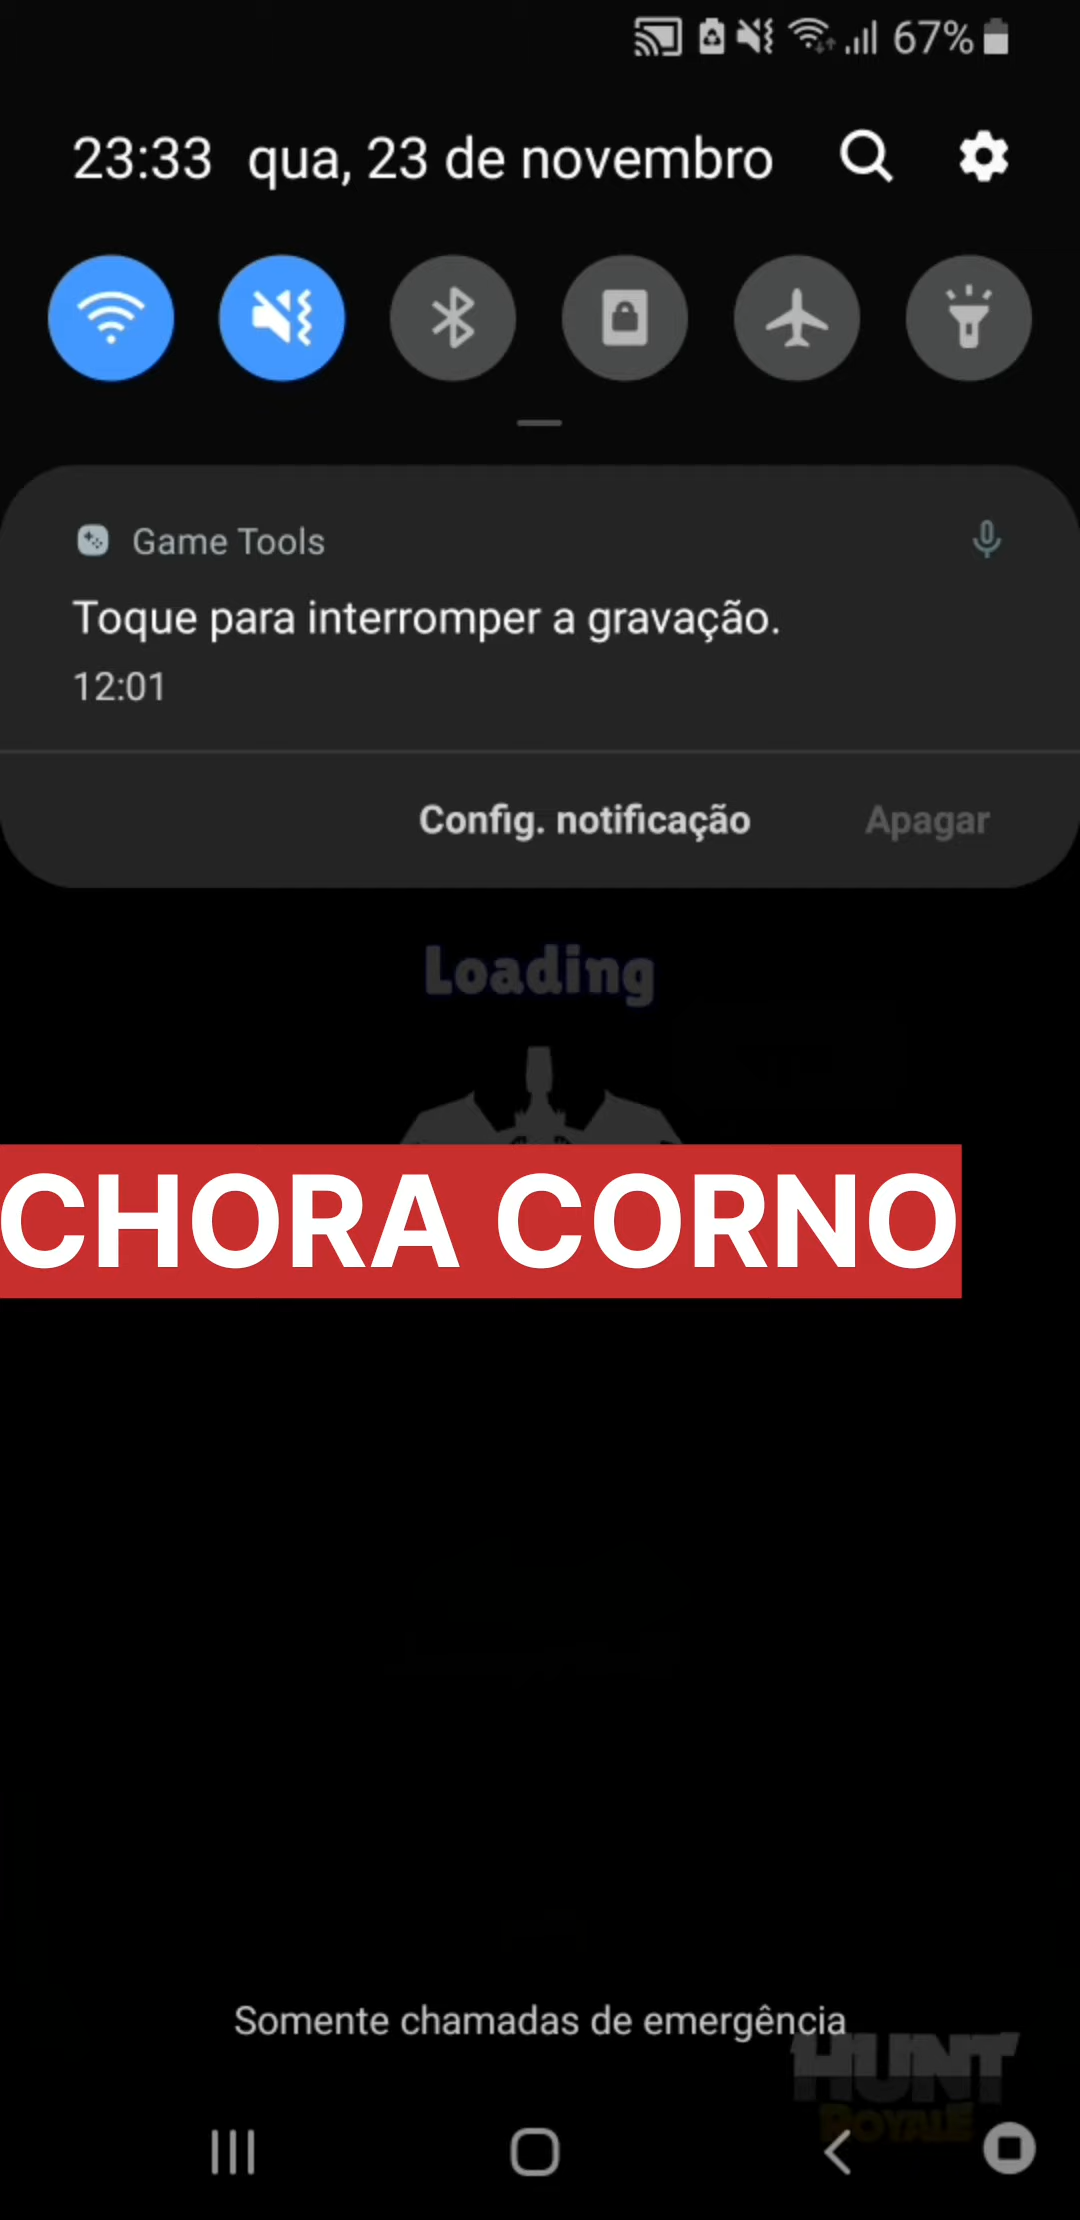 67%
23:33 qua, 23 de novembro
Game Tools
Toque para interromper a gravação.
12:01
Config. notificação Apagar
Loading
CHORA CORNO
Somente chamadas de emergência
HUNT
ROYALE